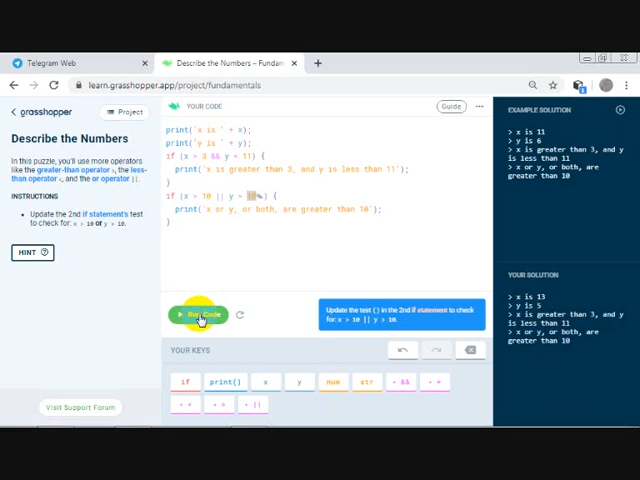 Telegram Web
Describe the Numbers – Fundam
learn.grasshopper.app/project/fundamentals
grasshopper
Project
YOUR CODE
Guide
Describe the Numbers
In this puzzle, you'll use more operators
like the greater-than operator >, the less-
than operator <, and the or operator ||.
INSTRUCTIONS
Update the 2nd if statement's test
to check for: x > 10 or y > 10.
HINT
Visit Support Forum
print('x is ' + x);
print('y is ' + y);
if (x > 3 && y < 11) {
print('x is greater than 3, and y is less than 11');
}
if (x > 10 || y > 10) {
print('x or y, or both, are greater than 10');
}
Run Code
Update the test () in the 2nd if statement to check
for: x > 10 || y > 10.
YOUR KEYS
if
print()
x
y
num
str
• &&
• +
• <
• >
• ||
EXAMPLE SOLUTION
> x is 11
> y is 6
> x is greater than 3, and y
is less than 11
> x or y, or both, are greater
than 10
YOUR SOLUTION
> x is 13
> y is 5
> x is greater than 3, and y is
less than 11
> x or y, or both, are greater
than 10